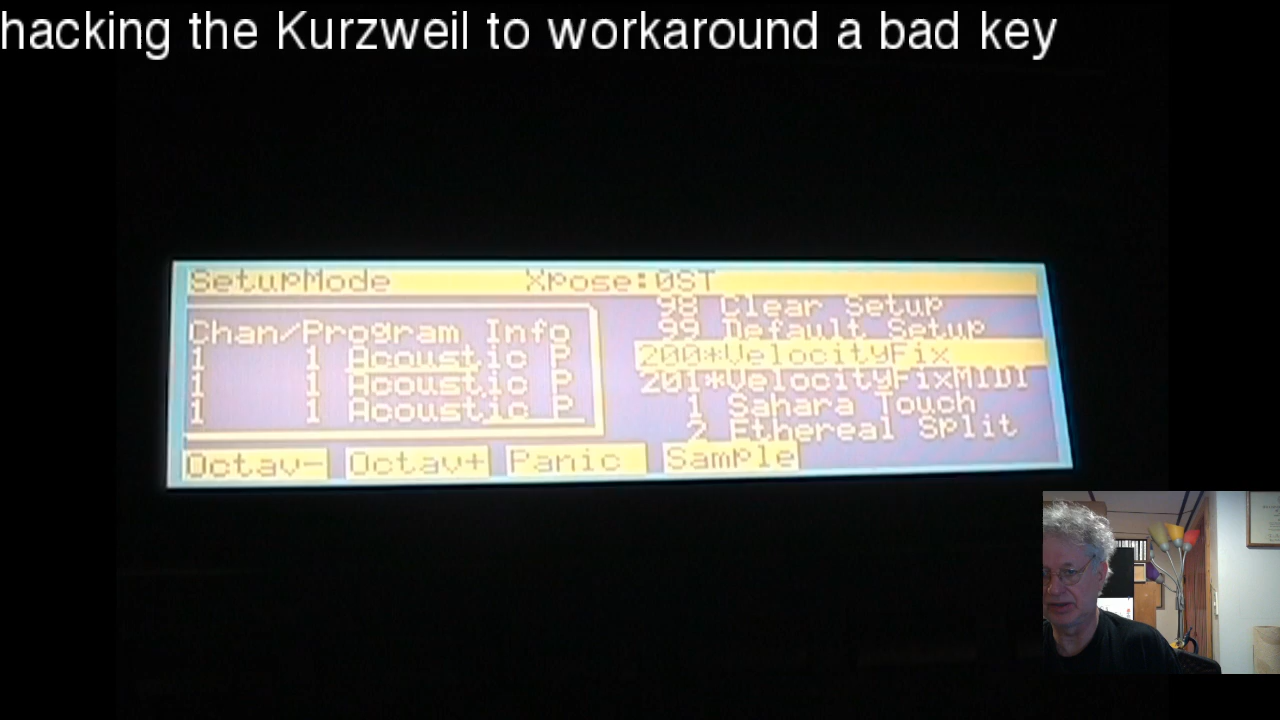 hacking the Kurzweil to workaround a bad key
SetupMode Xpose:0ST
Chan/Program Info
1 1 Acoustic P
1 1 Acoustic P
1 1 Acoustic P
98 Clear Setup
99 Default Setup
200*VelocityFix
201*VelocityFixMIDI
1 Sahara Touch
2 Ethereal Split
Octav- Octav+ Panic Sample